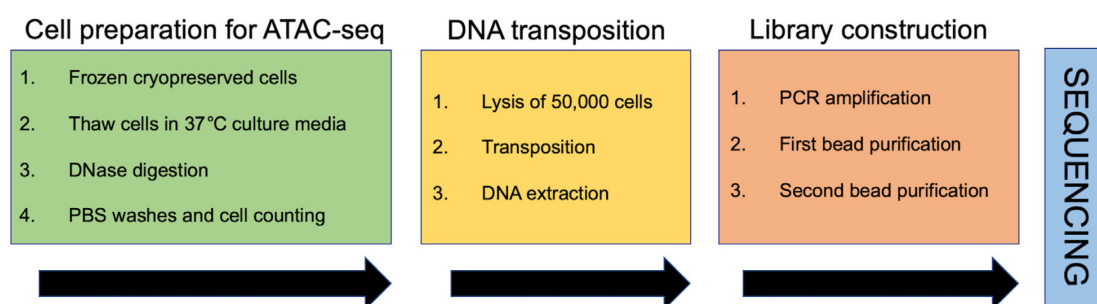 Cell preparation for ATAC-seq
1. Frozen cryopreserved cells
2. Thaw cells in 37°C culture media
3. DNase digestion
4. PBS washes and cell counting
DNA transposition
1. Lysis of 50,000 cells
2. Transposition
3. DNA extraction
Library construction
1. PCR amplification
2. First bead purification
3. Second bead purification
SEQUENCING